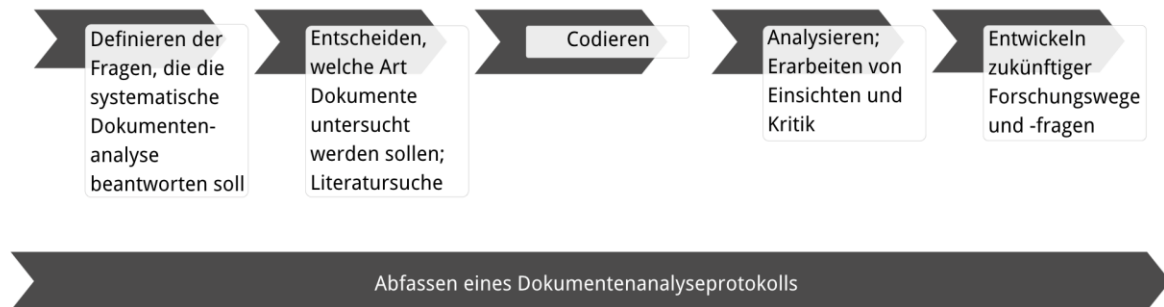 Definieren der
Fragen, die die
systematische
Dokumenten-
analyse
beantworten soll
Entscheiden,
welche Art
Dokumente
untersucht
werden sollen;
Literatursuche
Codieren
Analysieren;
Erarbeiten von
Einsichten und
Kritik
Entwickeln
zukünftiger
Forschungswege
und -fragen
Abfassen eines Dokumentenanalyseprotokolls